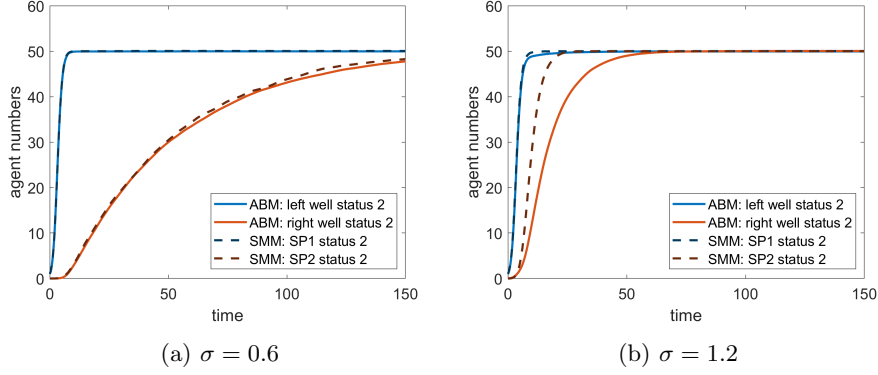 60
50
40
30
20
10
0
agent numbers
ABM: left well status 2
ABM: right well status 2
SMM: SP1 status 2
SMM: SP2 status 2
0 50 100 150
time
(a) σ = 0.6
60
50
40
30
20
10
0
agent numbers
ABM: left well status 2
ABM: right well status 2
SMM: SP1 status 2
SMM: SP2 status 2
0 50 100 150
time
(b) σ = 1.2